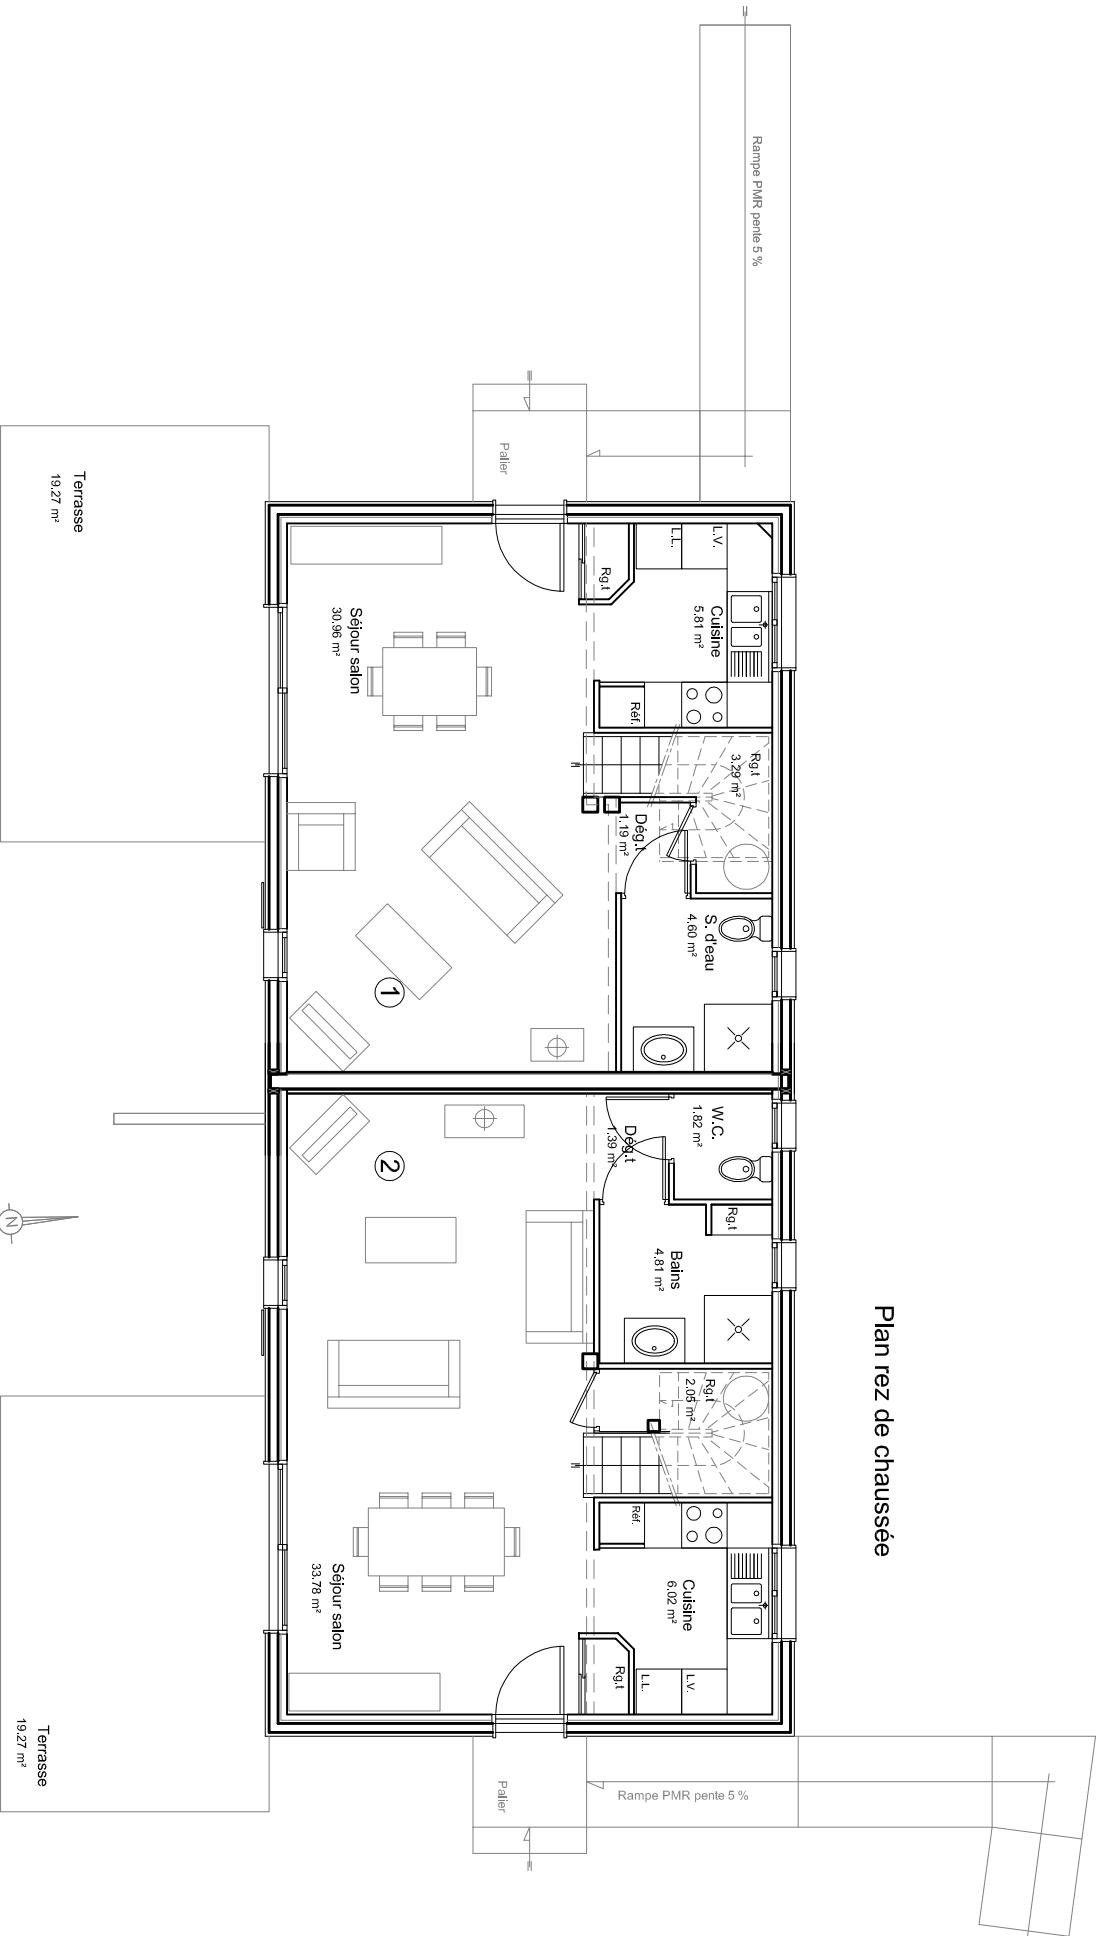 Plan rez de chaussée
Rampe PMR pente 5 %
Palier
L.V.
L.L.
Rg.t
Cuisine
5.81 m²
Réf.
Rg.t
3.29 m²
Dég.t
1.19 m²
S. d'eau
4.60 m²
Séjour salon
30.96 m²
1
Terrasse
19.27 m²
W.C.
1.82 m²
Dég.t
1.39 m²
Rg.t
Bains
4.81 m²
Rg.t
2.05 m²
Réf.
Cuisine
6.02 m²
L.V.
L.L.
Rg.t
2
Séjour salon
33.78 m²
Palier
Rampe PMR pente 5 %
Terrasse
19.27 m²
N